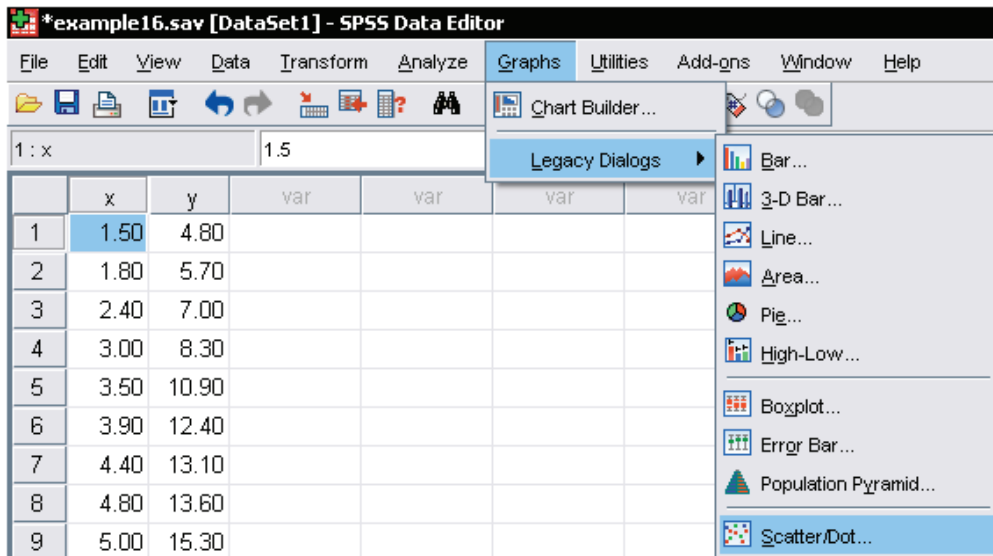 *example16.sav [DataSet1] - SPSS Data Editor
File Edit View Data Transform Analyze Graphs Utilities Add-ons Window Help
Chart Builder...
1 : x 1.5
Legacy Dialogs
Bar...
3-D Bar...
Line...
Area...
Pie...
High-Low...
Boxplot...
Error Bar...
Population Pyramid...
Scatter/Dot...
x y var var var var
1 1.50 4.80
2 1.80 5.70
3 2.40 7.00
4 3.00 8.30
5 3.50 10.90
6 3.90 12.40
7 4.40 13.10
8 4.80 13.60
9 5.00 15.30